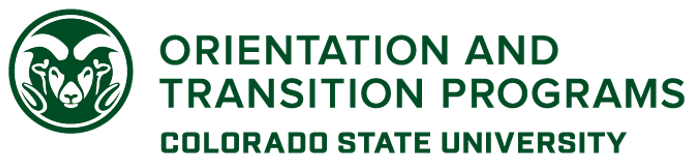 ORIENTATION AND
TRANSITION PROGRAMS
COLORADO STATE UNIVERSITY